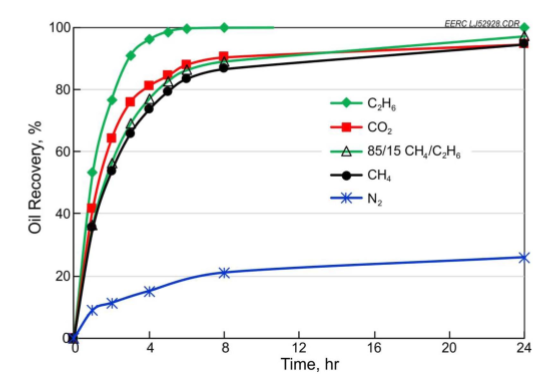 EERC LJ52928.CDR
100
80
60
40
20
0
Oil Recovery, %
C₂H₆
CO₂
85/15 CH₄/C₂H₆
CH₄
N₂
0 4 8 12 16 20 24
Time, hr